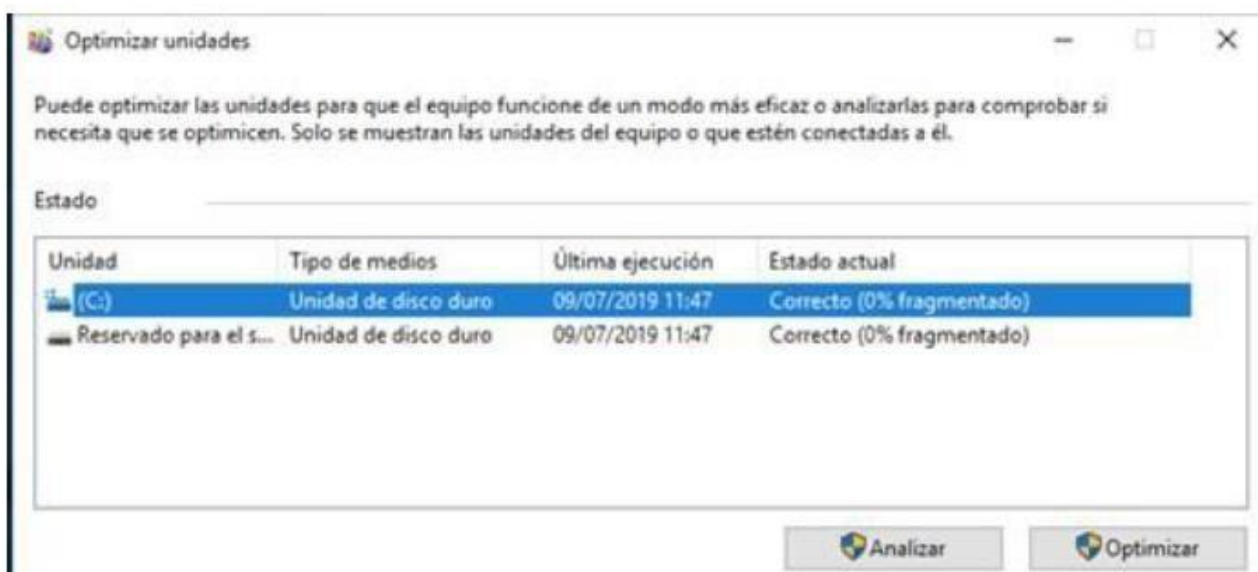 Optimizar unidades
Puede optimizar las unidades para que el equipo funcione de un modo más eficaz o analizarlas para comprobar si
necesita que se optimicen. Solo se muestran las unidades del equipo o que estén conectadas a él.
Estado
Unidad Tipo de medios Última ejecución Estado actual
(C:) Unidad de disco duro 09/07/2019 11:47 Correcto (0% fragmentado)
Reservado para el s... Unidad de disco duro 09/07/2019 11:47 Correcto (0% fragmentado)
Analizar Optimizar